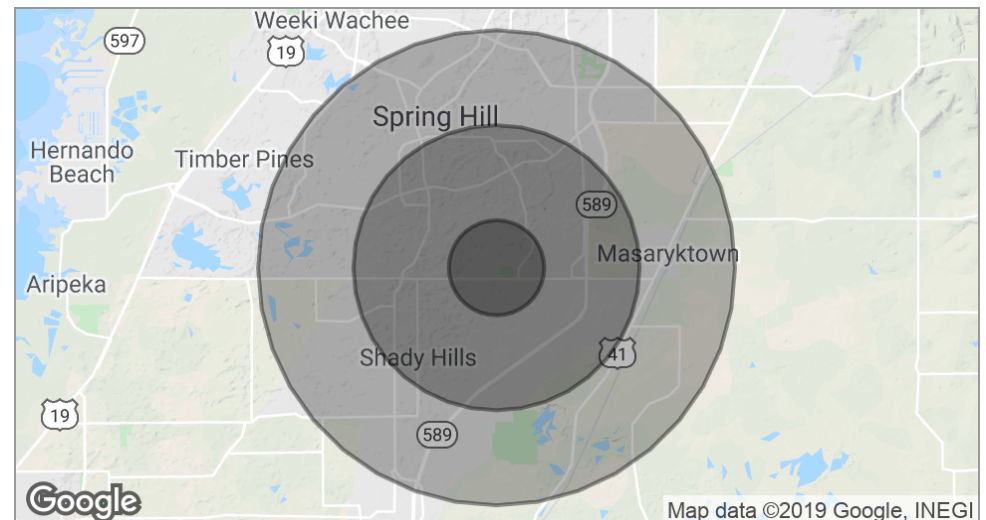 Weeki Wachee
597
19
Spring Hill
Hernando
Beach
Timber Pines
589
Masaryktown
Aripeka
Shady Hills
41
19
589
Google
Map data ©2019 Google, INEGI